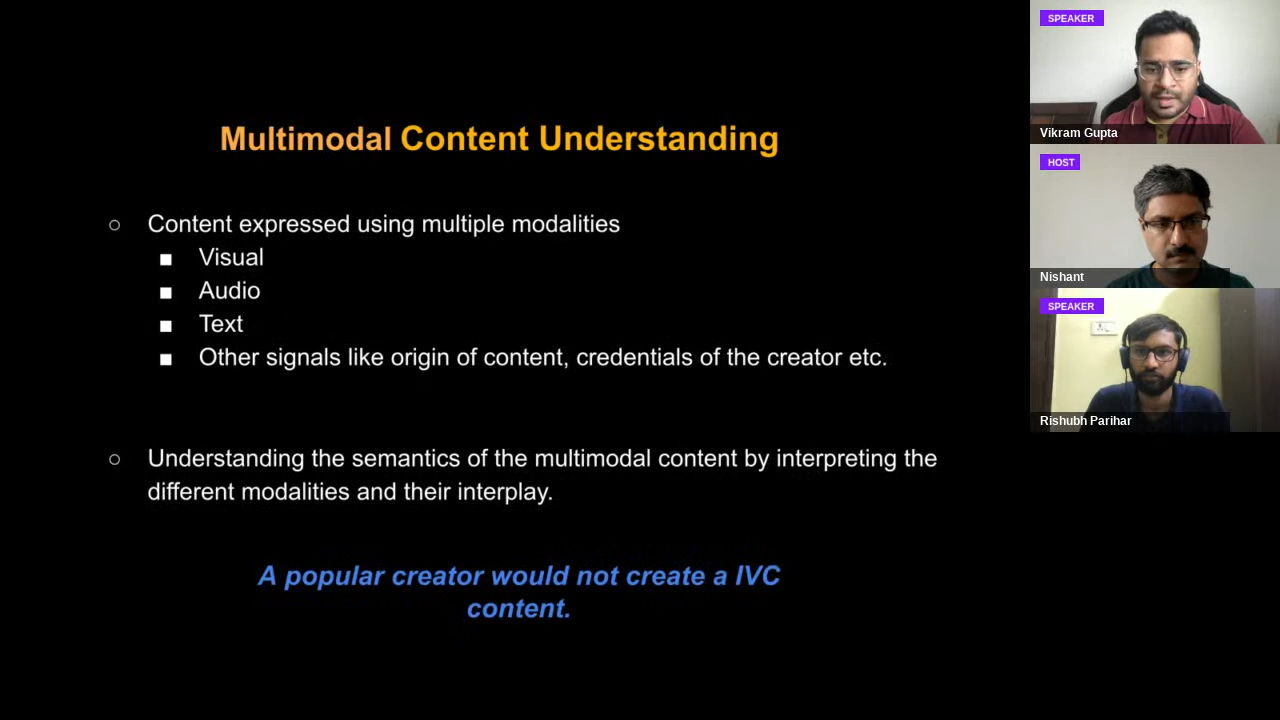 Multimodal Content Understanding
○ Content expressed using multiple modalities
■ Visual
■ Audio
■ Text
■ Other signals like origin of content, credentials of the creator etc.
○ Understanding the semantics of the multimodal content by interpreting the
different modalities and their interplay.
A popular creator would not create a IVC
content.
SPEAKER
Vikram Gupta
HOST
Nishant
SPEAKER
Rishubh Parihar